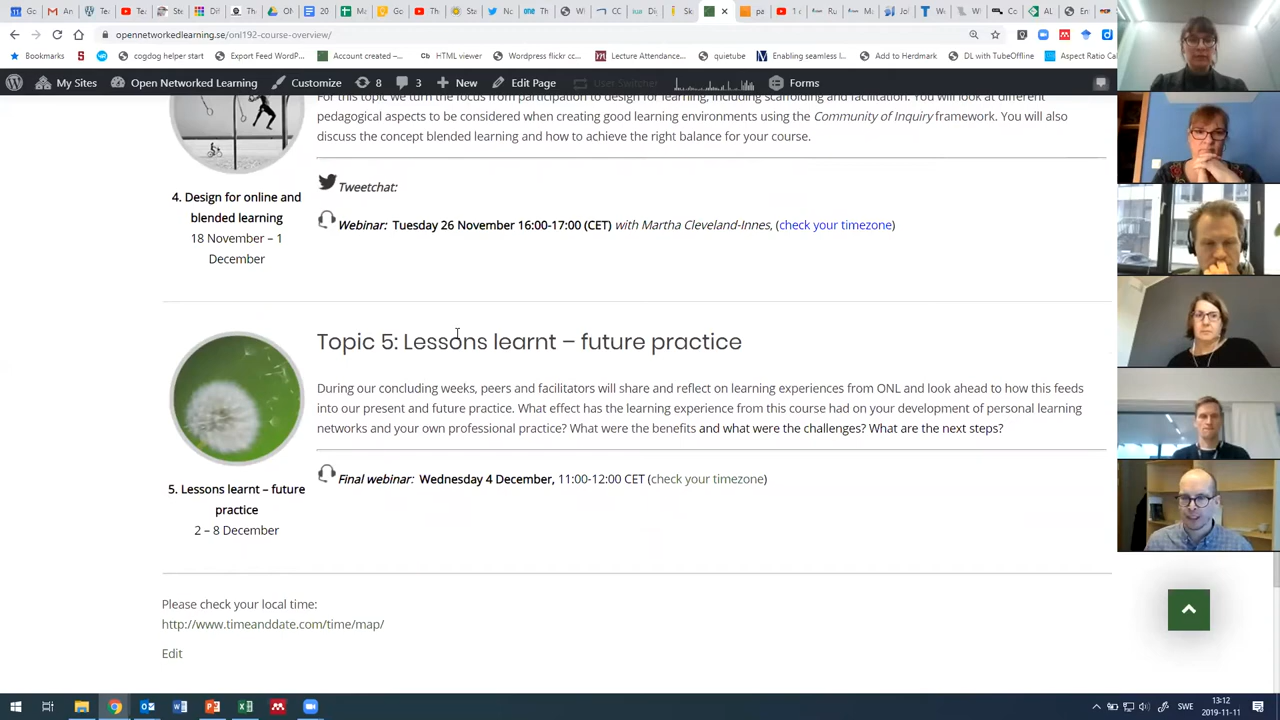 opennetworkedlearning.se/onl192-course-overview/
Bookmarks cogdog helper start Export Feed WordP... Account created –... HTML viewer Wordpress flickr cc... Lecture Attendance... quietube Enabling seamless l... Add to Herdmark DL with TubeOffline Aspect Ratio Calc
My Sites Open Networked Learning Customize 8 3 New Edit Page User Switcher Forms
For this topic we turn the focus from participation to design for learning, including scaffolding and facilitation. You will look at different
pedagogical aspects to be considered when creating good learning environments using the Community of Inquiry framework. You will also
discuss the concept blended learning and how to achieve the right balance for your course.
Tweetchat:
Webinar: Tuesday 26 November 16:00-17:00 (CET) with Martha Cleveland-Innes, (check your timezone)
4. Design for online and
blended learning
18 November – 1
December
Topic 5: Lessons learnt – future practice
During our concluding weeks, peers and facilitators will share and reflect on learning experiences from ONL and look ahead to how this feeds
into our present and future practice. What effect has the learning experience from this course had on your development of personal learning
networks and your own professional practice? What were the benefits and what were the challenges? What are the next steps?
Final webinar: Wednesday 4 December, 11:00-12:00 CET (check your timezone)
5. Lessons learnt – future
practice
2 – 8 December
Please check your local time:
http://www.timeanddate.com/time/map/
Edit
SWE
13:12
2019-11-11